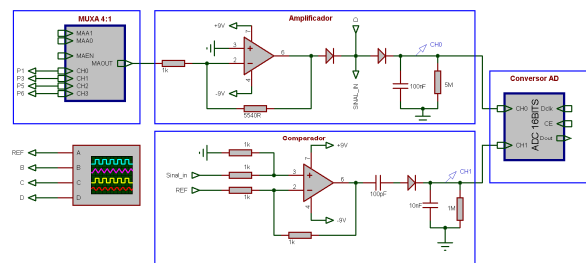 MUXA 4:1
MAA1
MAA0
MAEN
MAOUT
P1
P3
P5
P6
CH0
CH1
CH2
CH3
1k
Amplificador
+9V
7
3
2
6
4
-9V
5540R
D
SINAL_IN
CH0
100nF
5M
Conversor AD
CH0
CH1
ADC 16BITS
Dclk
CE
Dout
REF
B
C
D
A
B
C
D
Comparador
1k
Sinal_in
1k
REF
1k
+9V
7
3
2
6
4
-9V
1k
100pF
CH1
10nF
1M